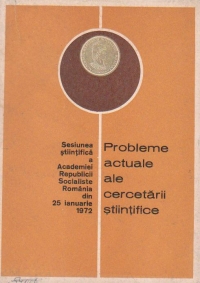 Sesiunea
științifică
a
Academiei
Republicii
Socialiste
România
din
25 ianuarie
1972
Probleme
actuale
ale
cercetării
științifice